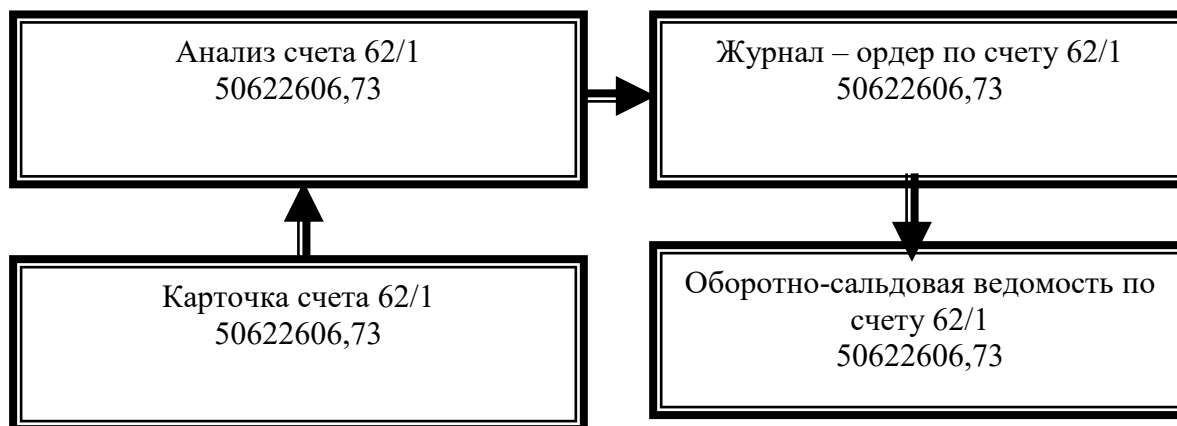 Анализ счета 62/1
50622606,73
Журнал – ордер по счету 62/1
50622606,73
Карточка счета 62/1
50622606,73
Оборотно-сальдовая ведомость по
счету 62/1
50622606,73